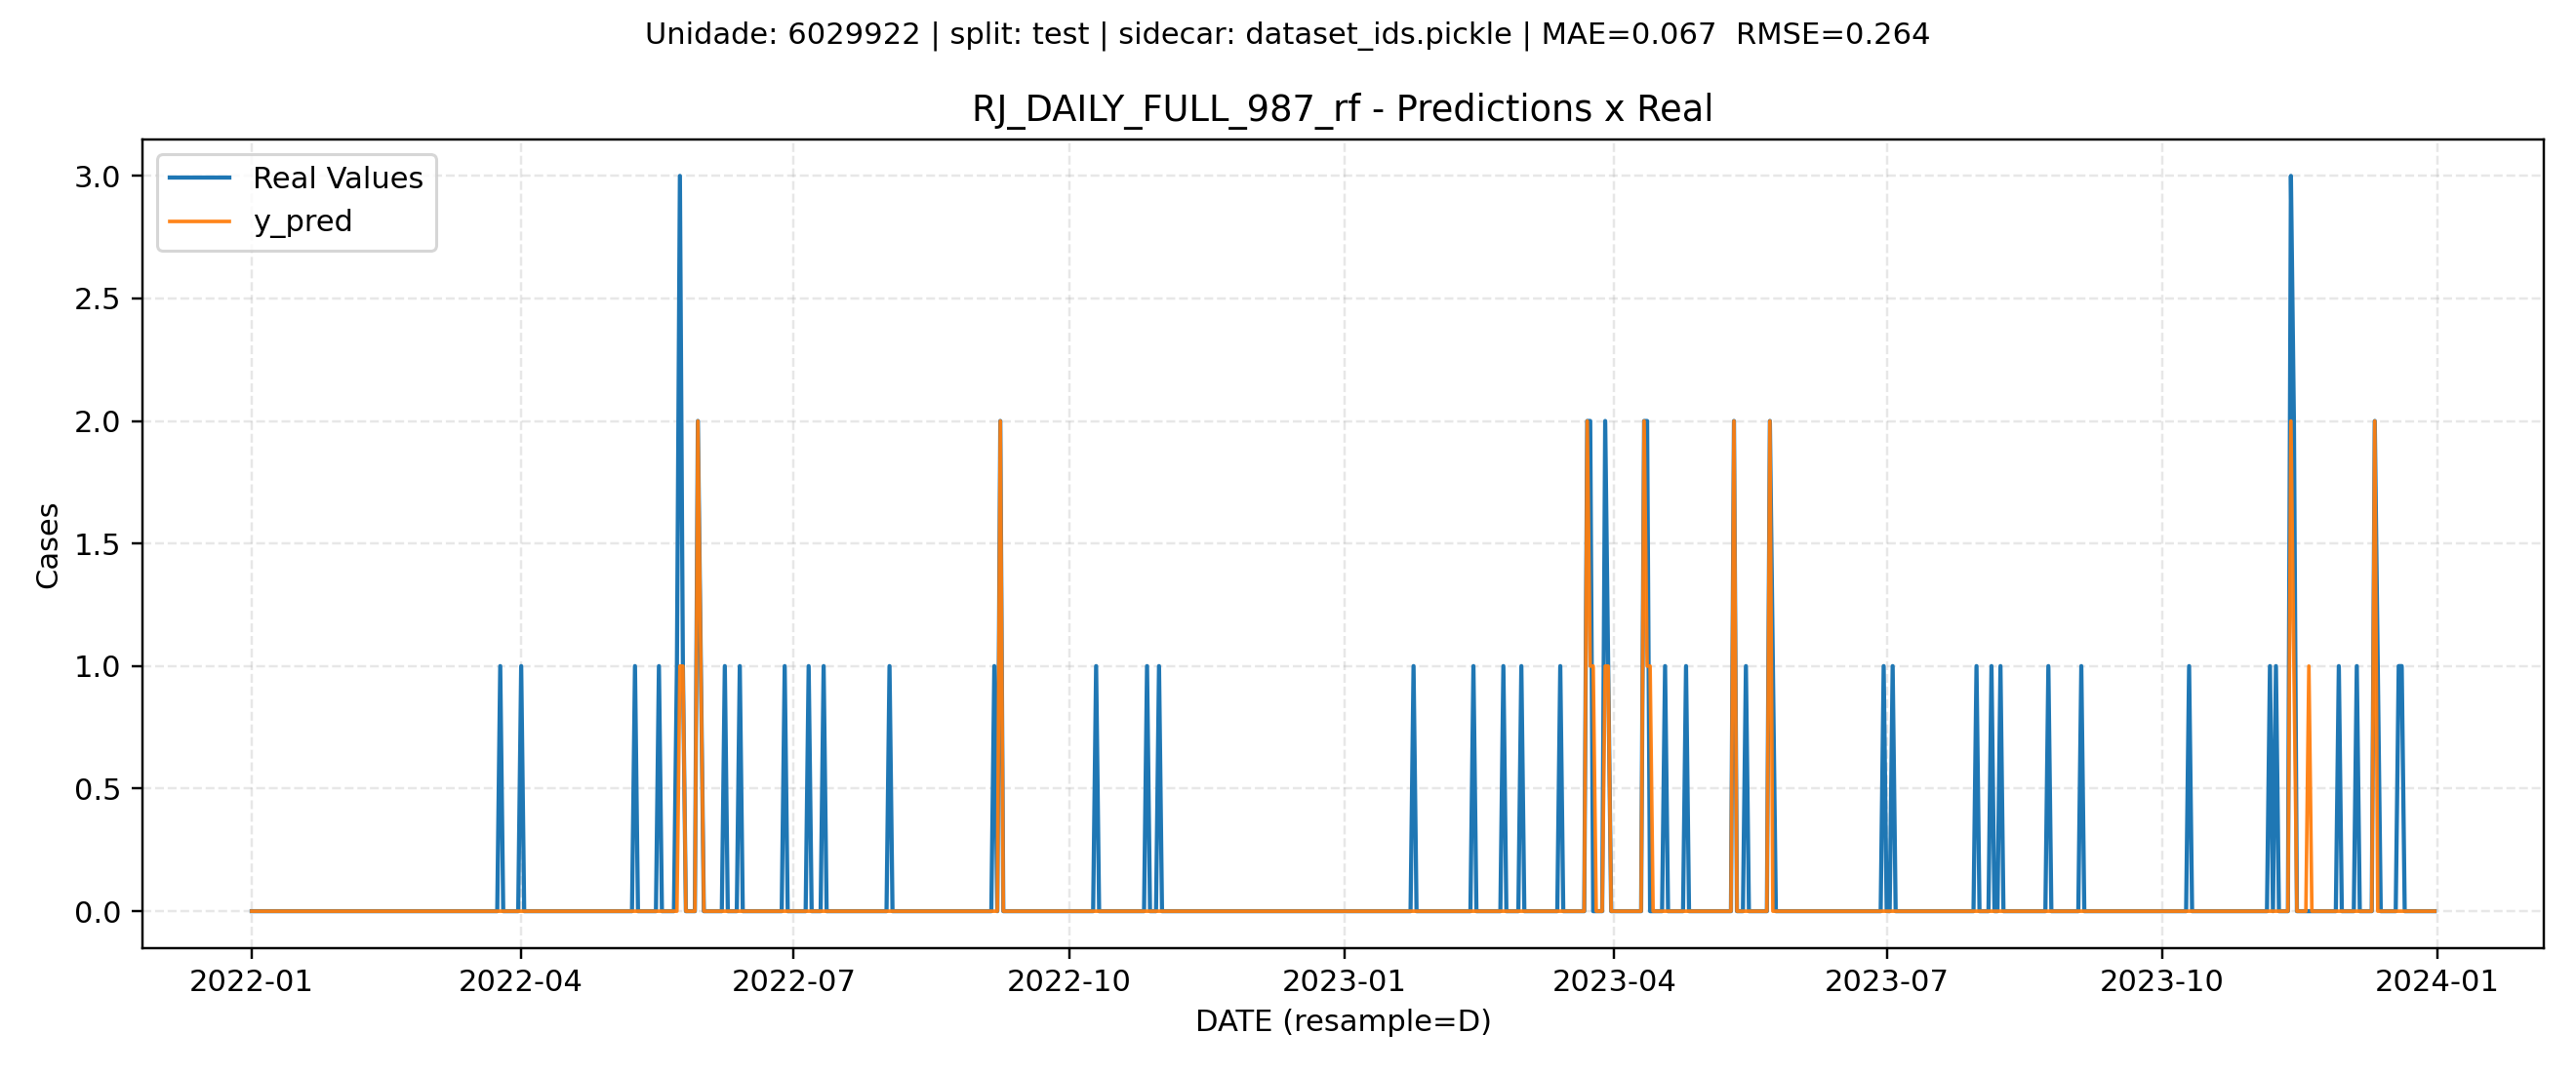 Unidade: 6029922 | split: test | sidecar: dataset_ids.pickle | MAE=0.067  RMSE=0.264
RJ_DAILY_FULL_987_rf - Predictions x Real
Real Values
y_pred
3.0
2.5
2.0
1.5
1.0
0.5
0.0
Cases
2022-01
2022-04
2022-07
2022-10
2023-01
2023-04
2023-07
2023-10
2024-01
DATE (resample=D)